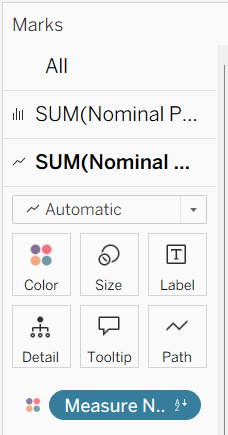 Marks
All
SUM(Nominal P...
SUM(Nominal ...
Automatic
Color Size Label
Detail Tooltip Path
Measure N..